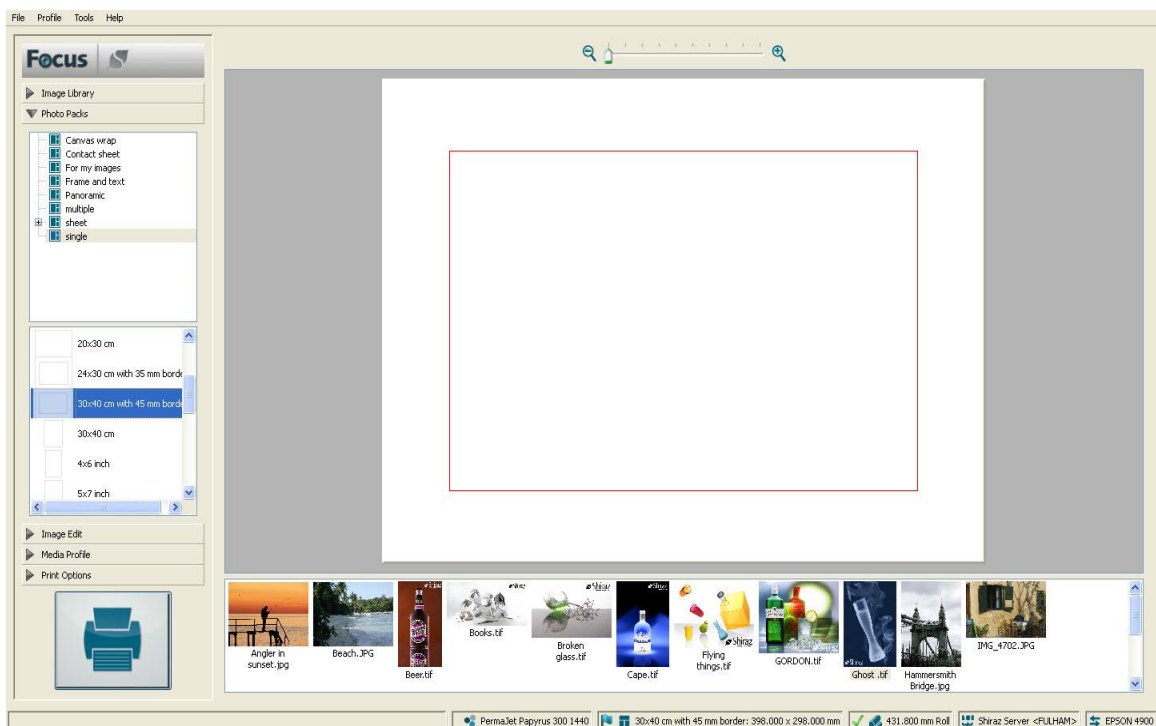 File Profile Tools Help
Focus
Image Library
Photo Packs
Canvas wrap
Contact sheet
For my images
Frame and text
Panoramic
multiple
sheet
single
20x30 cm
24x30 cm with 35 mm borde
30x40 cm with 45 mm borde
30x40 cm
4x6 inch
5x7 inch
Image Edit
Media Profile
Print Options
Angler in
sunset.jpg
Beach.JPG
Beer.tif
Books.tif
Shiraz
Broken
glass.tif
Cape.tif
Shiraz
Flying
things.tif
GORDON.tif
Ghost .tif
Hammersmith
Bridge.jpg
IMG_4702.JPG
PermaJet Papyrus 300 1440 30x40 cm with 45 mm border: 398.000 x 298.000 mm 431.800 mm Roll Shiraz Server <FULHAM> EPSON 4900